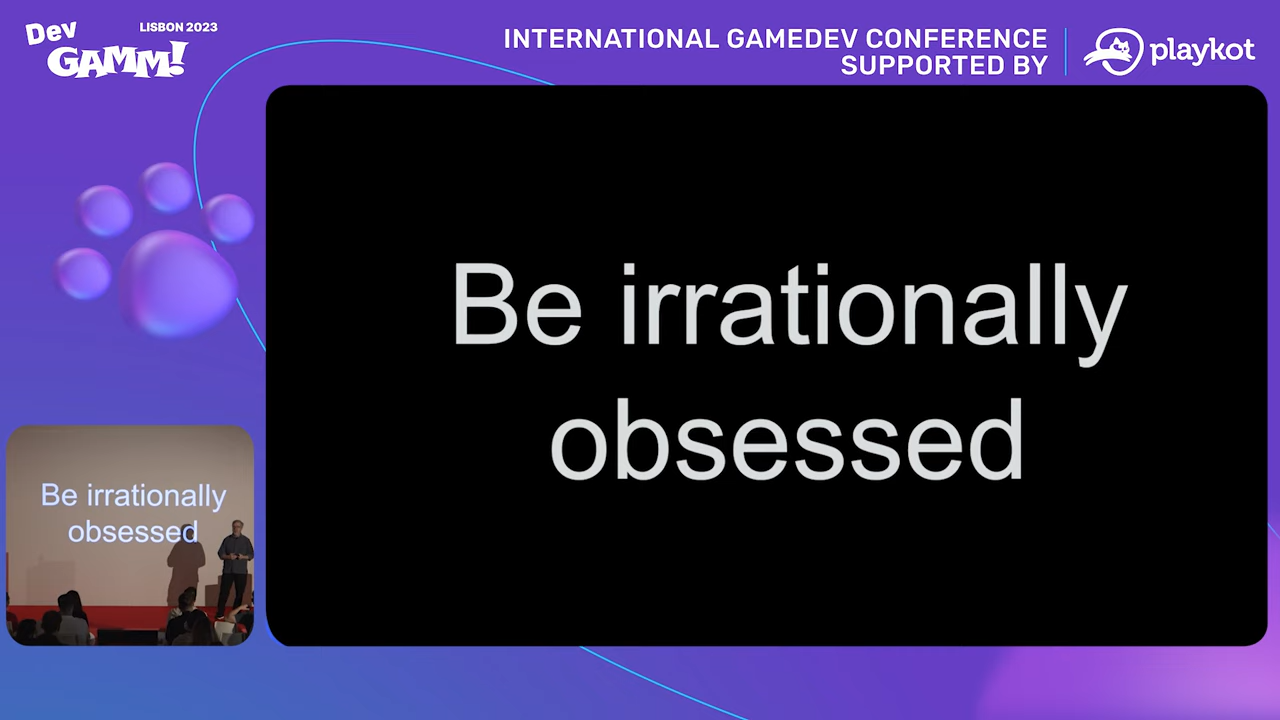 Dev
GAMM!
LISBON 2023
INTERNATIONAL GAMEDEV CONFERENCE
SUPPORTED BY
playkot
Be irrationally
obsessed
Be irrationally
obsessed